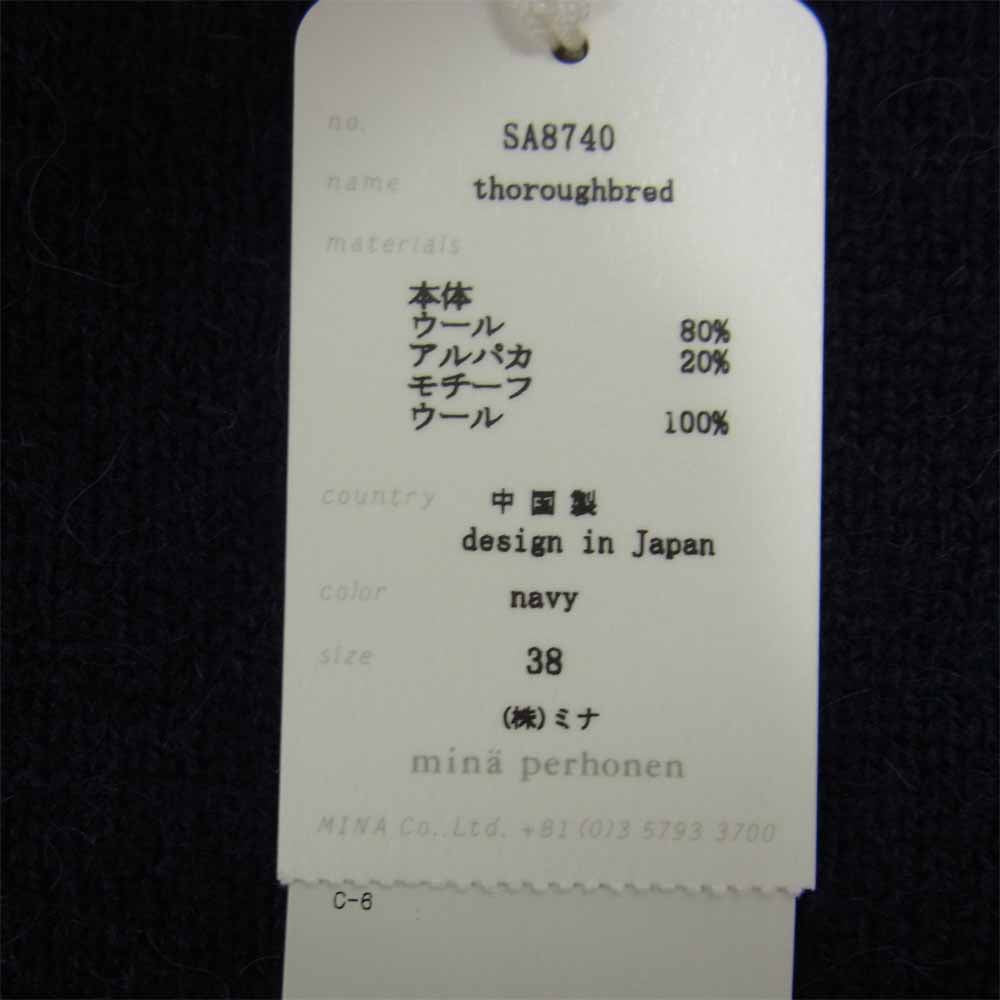 no. SA8740
name thoroughbred
materials
本体
ウール 80%
アルパカ 20%
モチーフ
ウール 100%
country 中国製
design in Japan
color navy
size 38
(株)ミナ
minä perhonen
MINA Co.,Ltd. +81(0)3 5793 3700
C-6